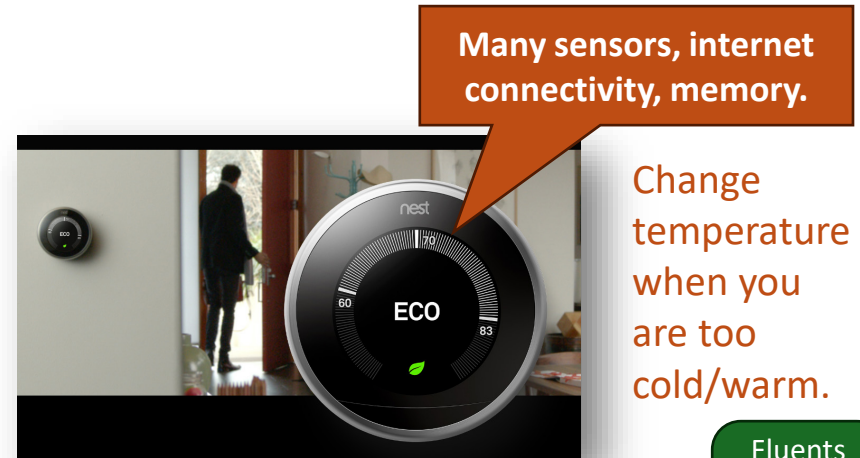 Many sensors, internet
connectivity, memory.
Change
temperature
when you
are too
cold/warm.
nest
70
60
ECO
83
ECO
Fluents